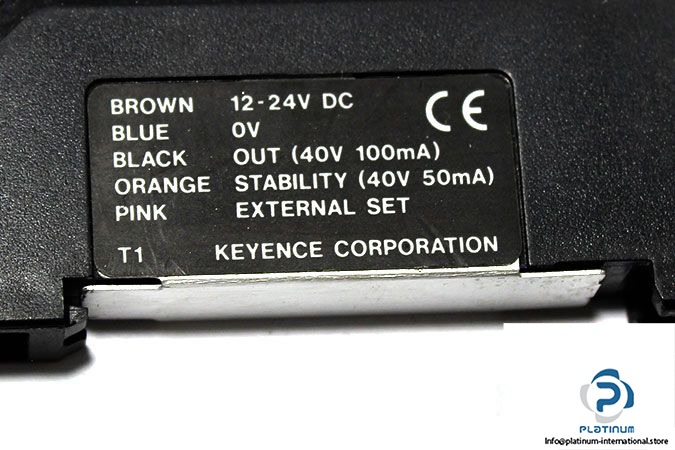 BROWN 12-24V DC
BLUE 0V
BLACK OUT (40V 100mA)
ORANGE STABILITY (40V 50mA)
PINK EXTERNAL SET
T1 KEYENCE CORPORATION
CE
PLATINUM
Info@platinum-international.store